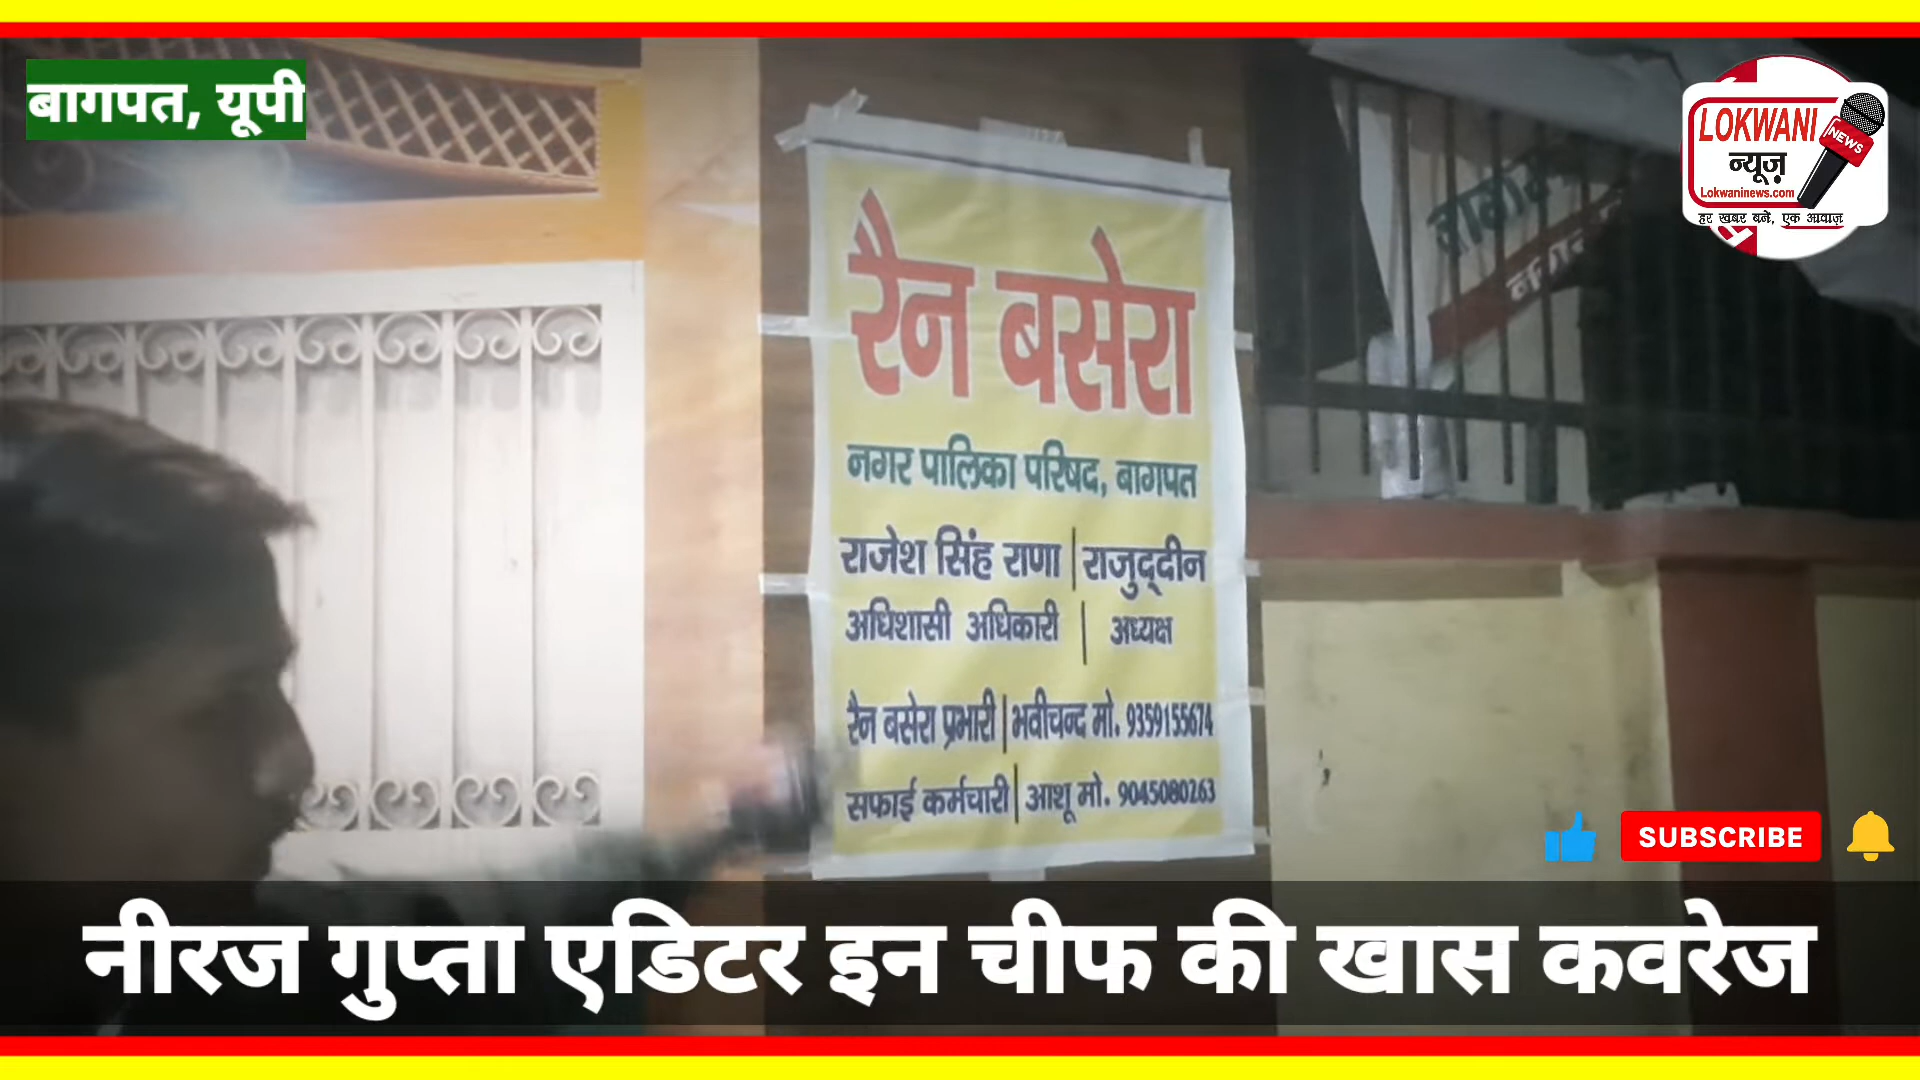 बागपत, यूपी
LOKWANI
NEWS
न्यूज़
Lokwaninews.com
हर खबर बने, एक आवाज़
रैन बसेरा
नगर पालिका परिषद, बागपत
राजेश सिंह राणा | राजुद्दीन
अधिशासी अधिकारी | अध्यक्ष
रैन बसेरा प्रभारी | भवीचन्द मो. 9359155674
सफाई कर्मचारी | आशू मो. 9045080263
SUBSCRIBE
नीरज गुप्ता एडिटर इन चीफ की खास कवरेज